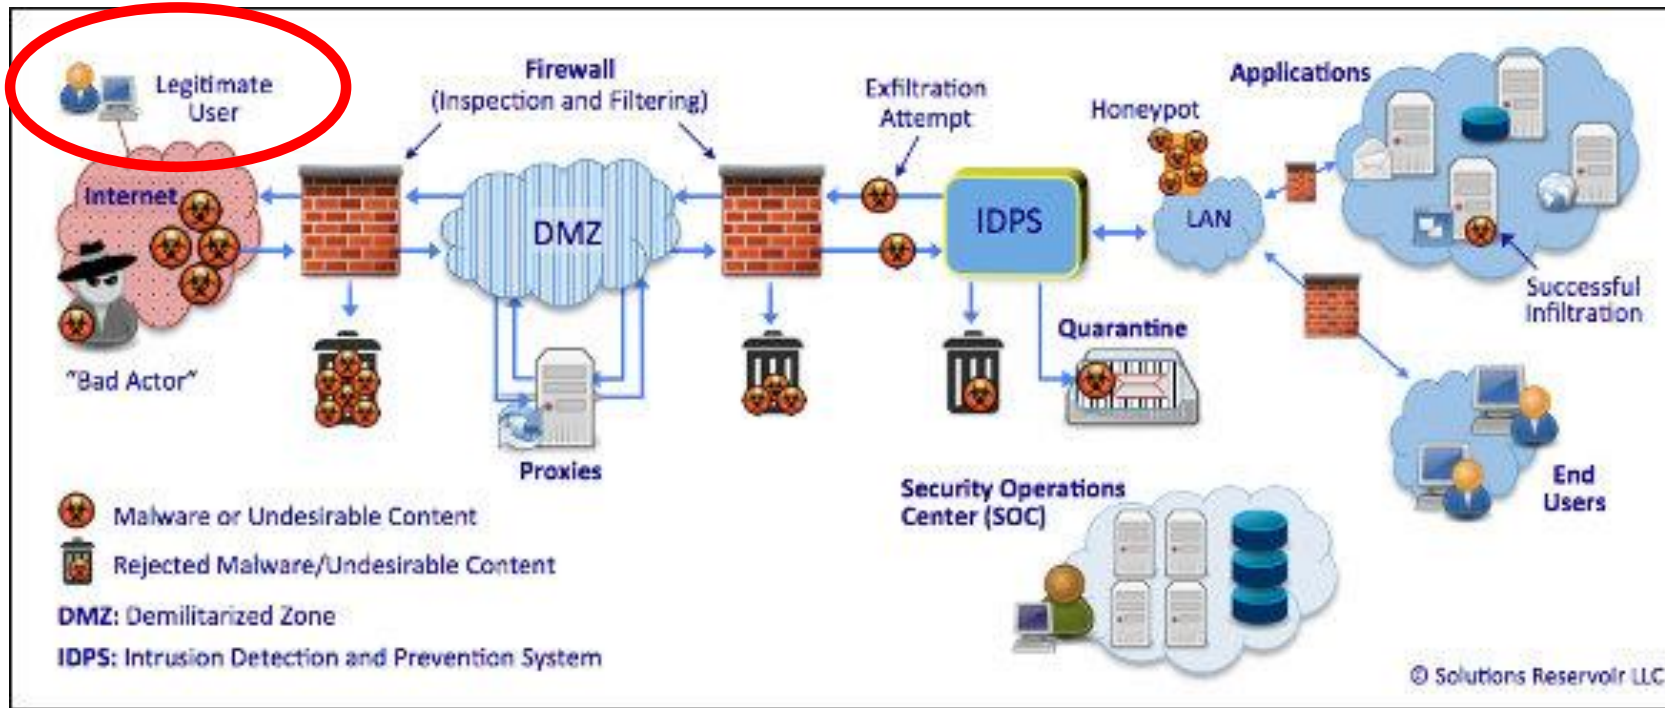 Legitimate
User
Firewall
(Inspection and Filtering)
Exfiltration
Attempt
Honeypot
Applications
Internet
DMZ
IDPS
LAN
"Bad Actor"
Proxies
Quarantine
Successful
Infiltration
End
Users
Security Operations
Center (SOC)
Malware or Undesirable Content
Rejected Malware/Undesirable Content
DMZ: Demilitarized Zone
IDPS: Intrusion Detection and Prevention System
© Solutions Reservoir LLC